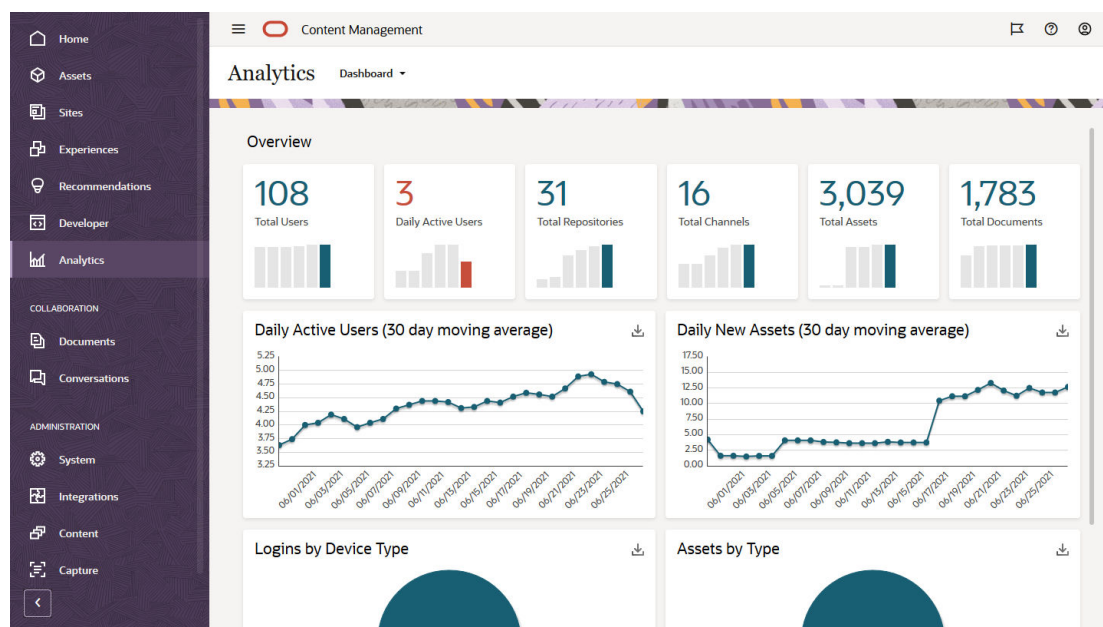 Home
Assets
Sites
Experiences
Recommendations
Developer
Analytics
COLLABORATION
Documents
Conversations
ADMINISTRATION
System
Integrations
Content
Capture
Content Management
Analytics Dashboard
Overview
108
Total Users
3
Daily Active Users
31
Total Repositories
16
Total Channels
3,039
Total Assets
1,783
Total Documents
Daily Active Users (30 day moving average)
5.25
5.00
4.75
4.50
4.25
4.00
3.75
3.50
3.25
06/01/2021
06/03/2021
06/05/2021
06/07/2021
06/09/2021
06/11/2021
06/13/2021
06/15/2021
06/17/2021
06/19/2021
06/21/2021
06/23/2021
06/25/2021
Daily New Assets (30 day moving average)
17.50
15.00
12.50
10.00
7.50
5.00
2.50
0.00
06/01/2021
06/03/2021
06/05/2021
06/07/2021
06/09/2021
06/11/2021
06/13/2021
06/15/2021
06/17/2021
06/19/2021
06/21/2021
06/23/2021
06/25/2021
Logins by Device Type
Assets by Type